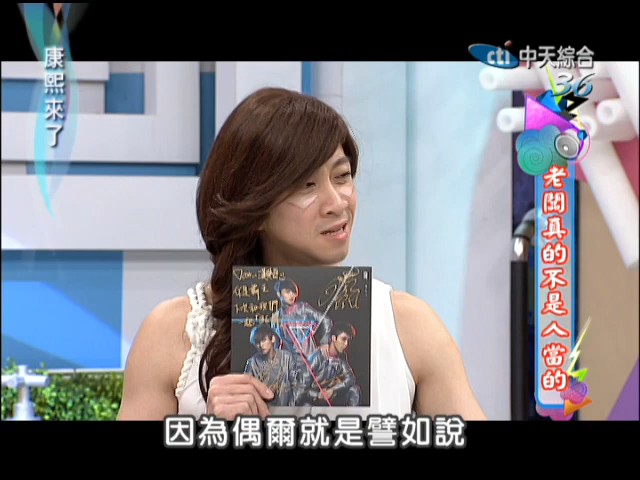 康熙來了
cti 中天綜合
36
老闆真的不是人當的
因為偶爾就是譬如說